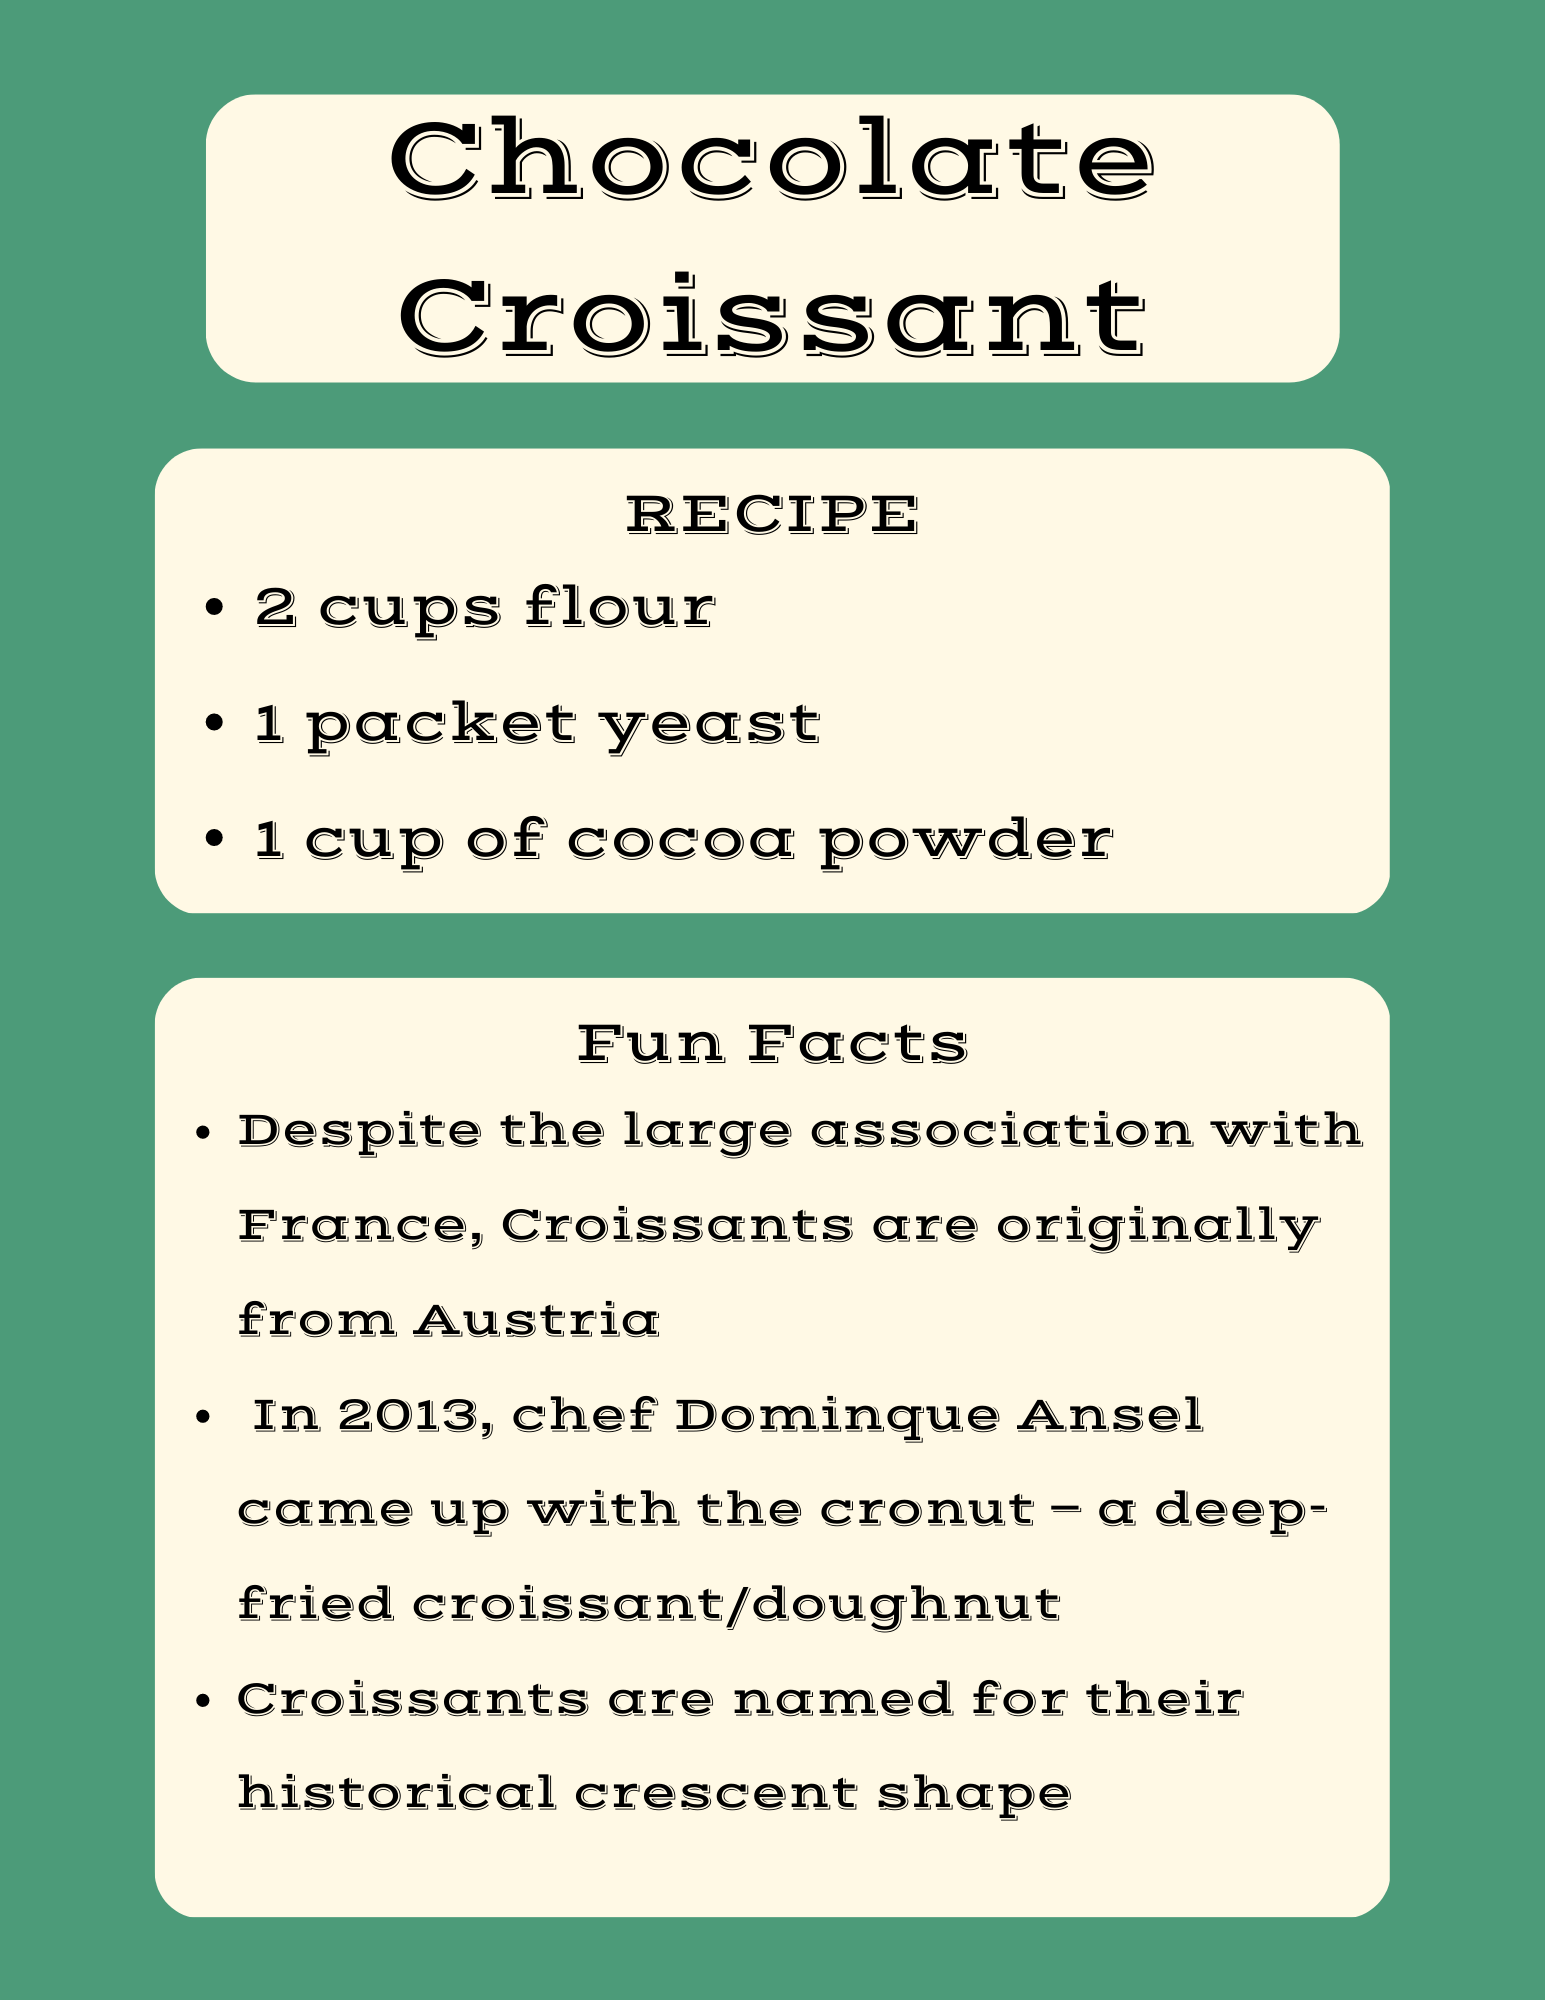 Chocolate
Croissant
RECIPE
• 2 cups flour
• 1 packet yeast
• 1 cup of cocoa powder
Fun Facts
• Despite the large association with
France, Croissants are originally
from Austria
• In 2013, chef Dominque Ansel
came up with the cronut – a deep-
fried croissant/doughnut
• Croissants are named for their
historical crescent shape